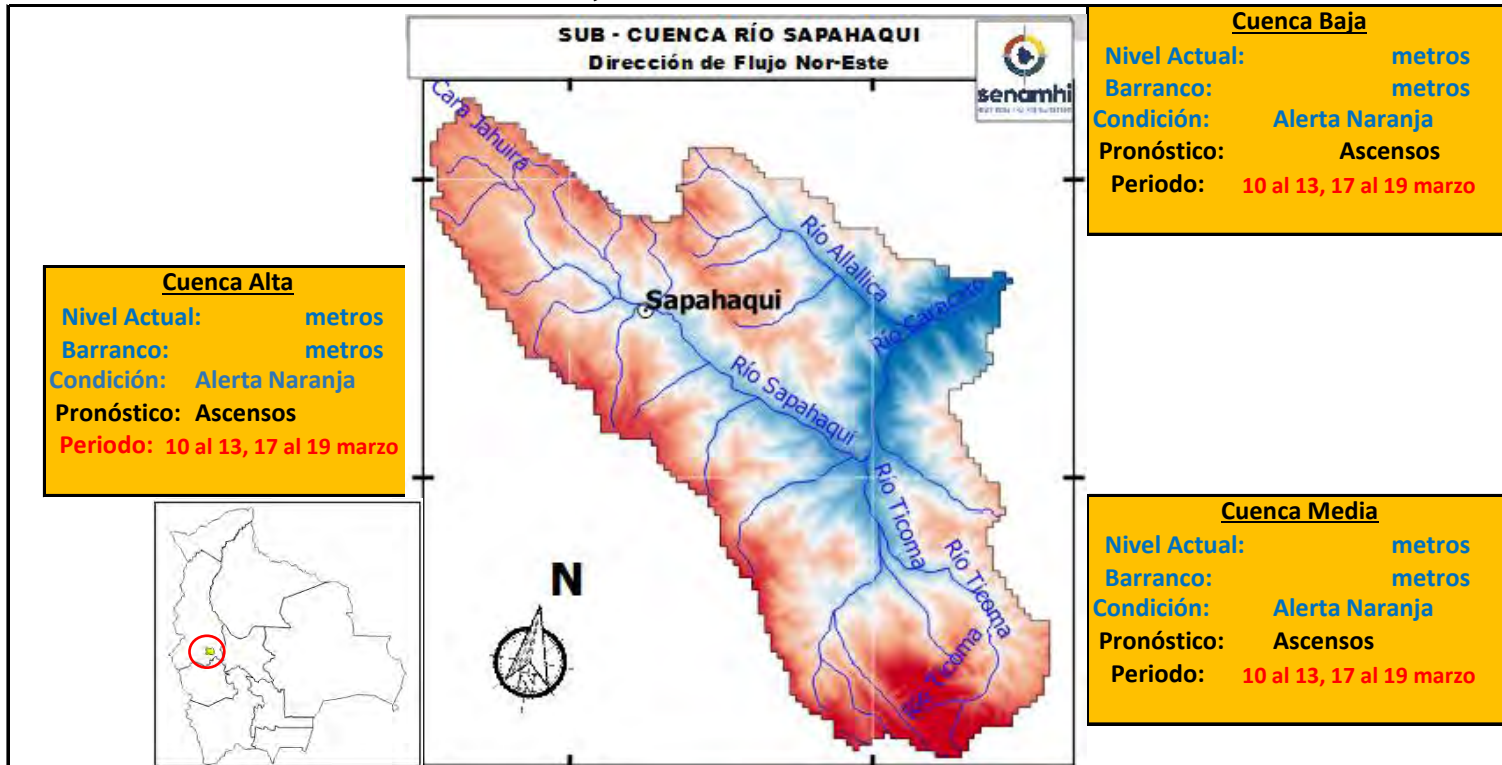 SUB - CUENCA RÍO SAPAHAQUI
Dirección de Flujo Nor-Este
senamhi
Cuenca Baja
Nivel Actual: metros
Barranco: metros
Condición: Alerta Naranja
Pronóstico: Ascensos
Periodo: 10 al 13, 17 al 19 marzo
Cuenca Alta
Nivel Actual: metros
Barranco: metros
Condición: Alerta Naranja
Pronóstico: Ascensos
Periodo: 10 al 13, 17 al 19 marzo
Cara Jahuira
Río Allallica
Sapahaqui
Río Caracato
Río Sapahaqui
Río Ticoma
Río Ticoma
Río Ticoma
N
Cuenca Media
Nivel Actual: metros
Barranco: metros
Condición: Alerta Naranja
Pronóstico: Ascensos
Periodo: 10 al 13, 17 al 19 marzo